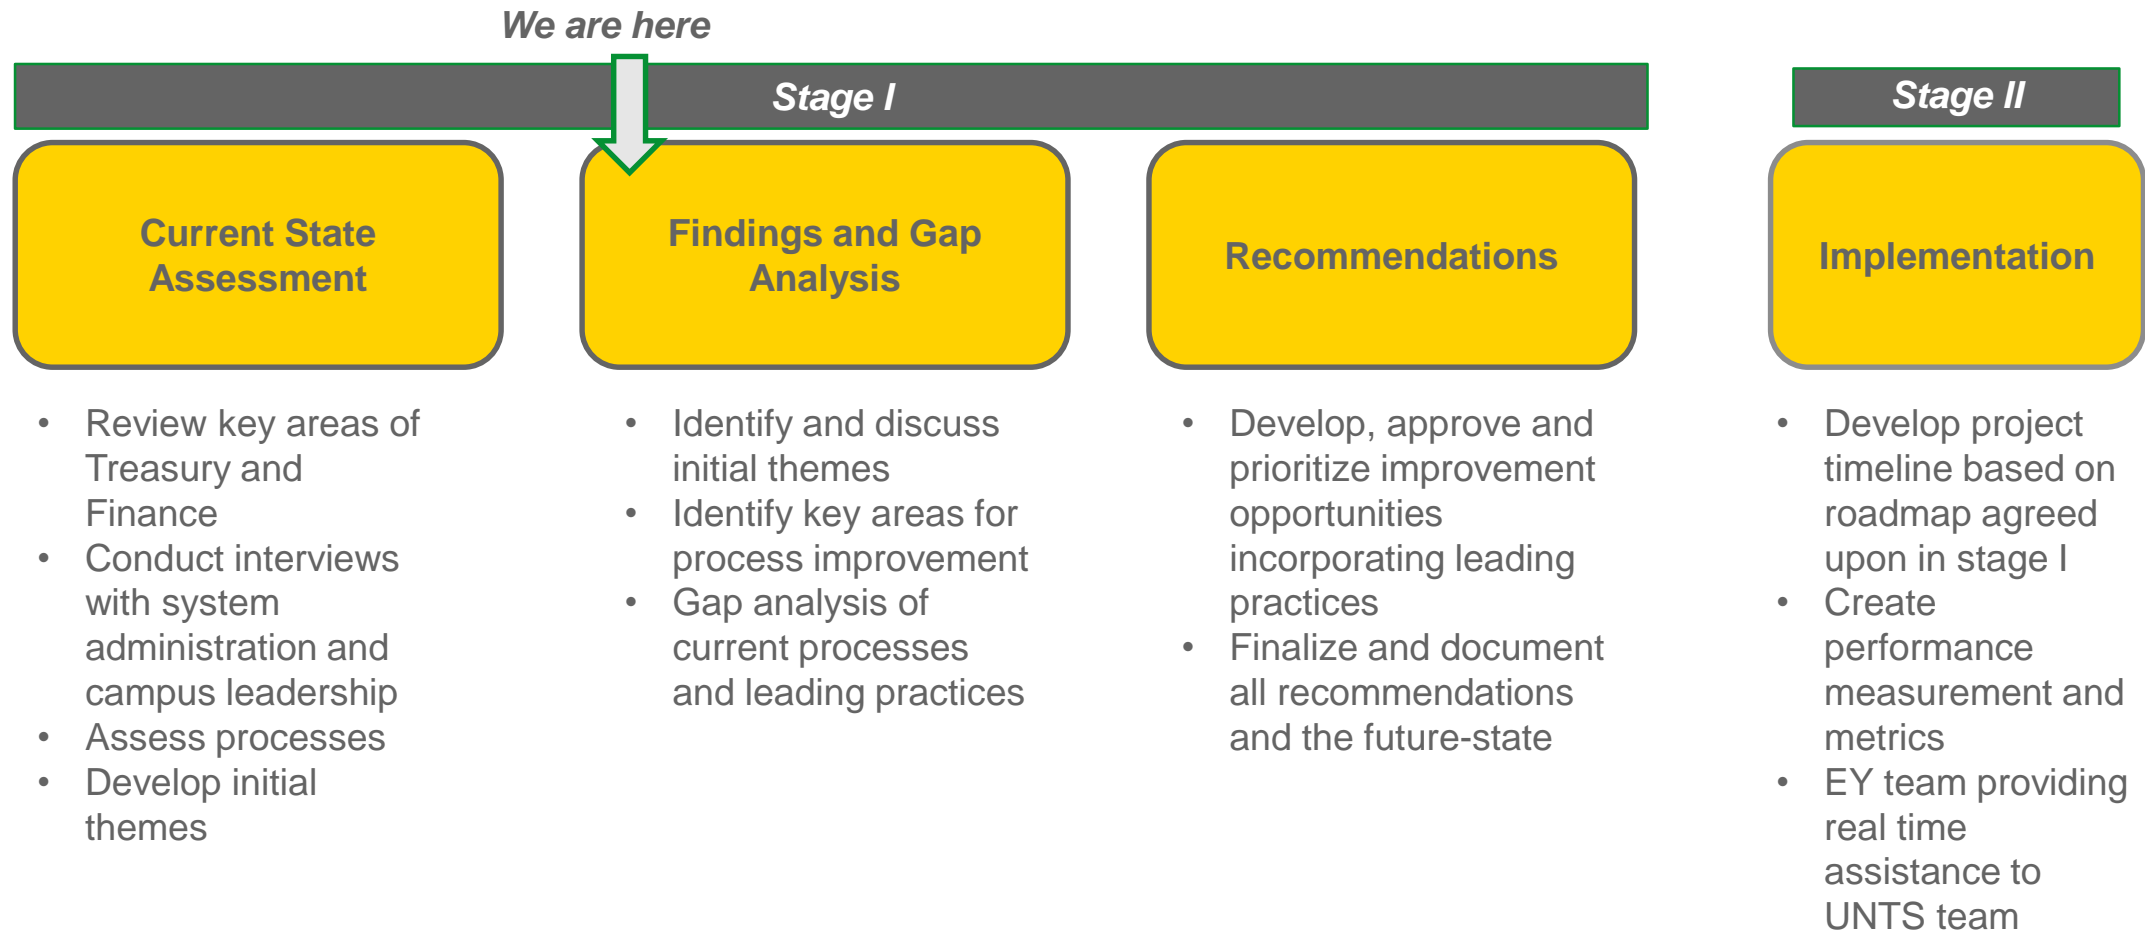 We are here
Stage I
Stage II
Current State
Assessment
Findings and Gap
Analysis
Recommendations
Implementation
• Review key areas of
Treasury and
Finance
• Conduct interviews
with system
administration and
campus leadership
• Assess processes
• Develop initial
themes
• Identify and discuss
initial themes
• Identify key areas for
process improvement
• Gap analysis of
current processes
and leading practices
• Develop, approve and
prioritize improvement
opportunities
incorporating leading
practices
• Finalize and document
all recommendations
and the future-state
• Develop project
timeline based on
roadmap agreed
upon in stage I
• Create
performance
measurement and
metrics
• EY team providing
real time
assistance to
UNTS team